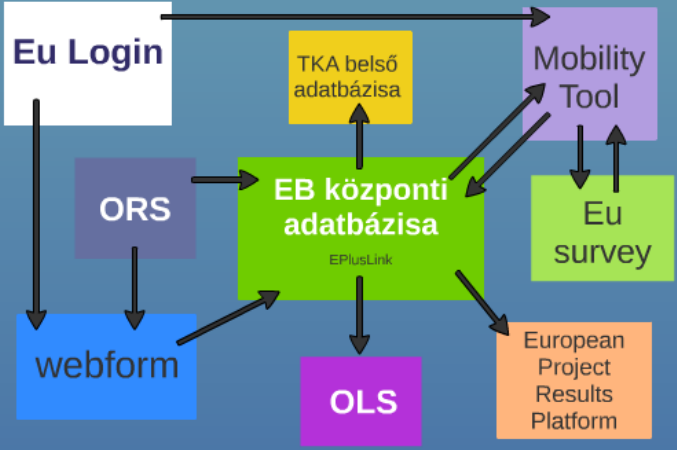 Eu Login
TKA belső
adatbázisa
Mobility
Tool
ORS
EB központi
adatbázisa
EPlusLink
Eu
survey
webform
OLS
European
Project
Results
Platform